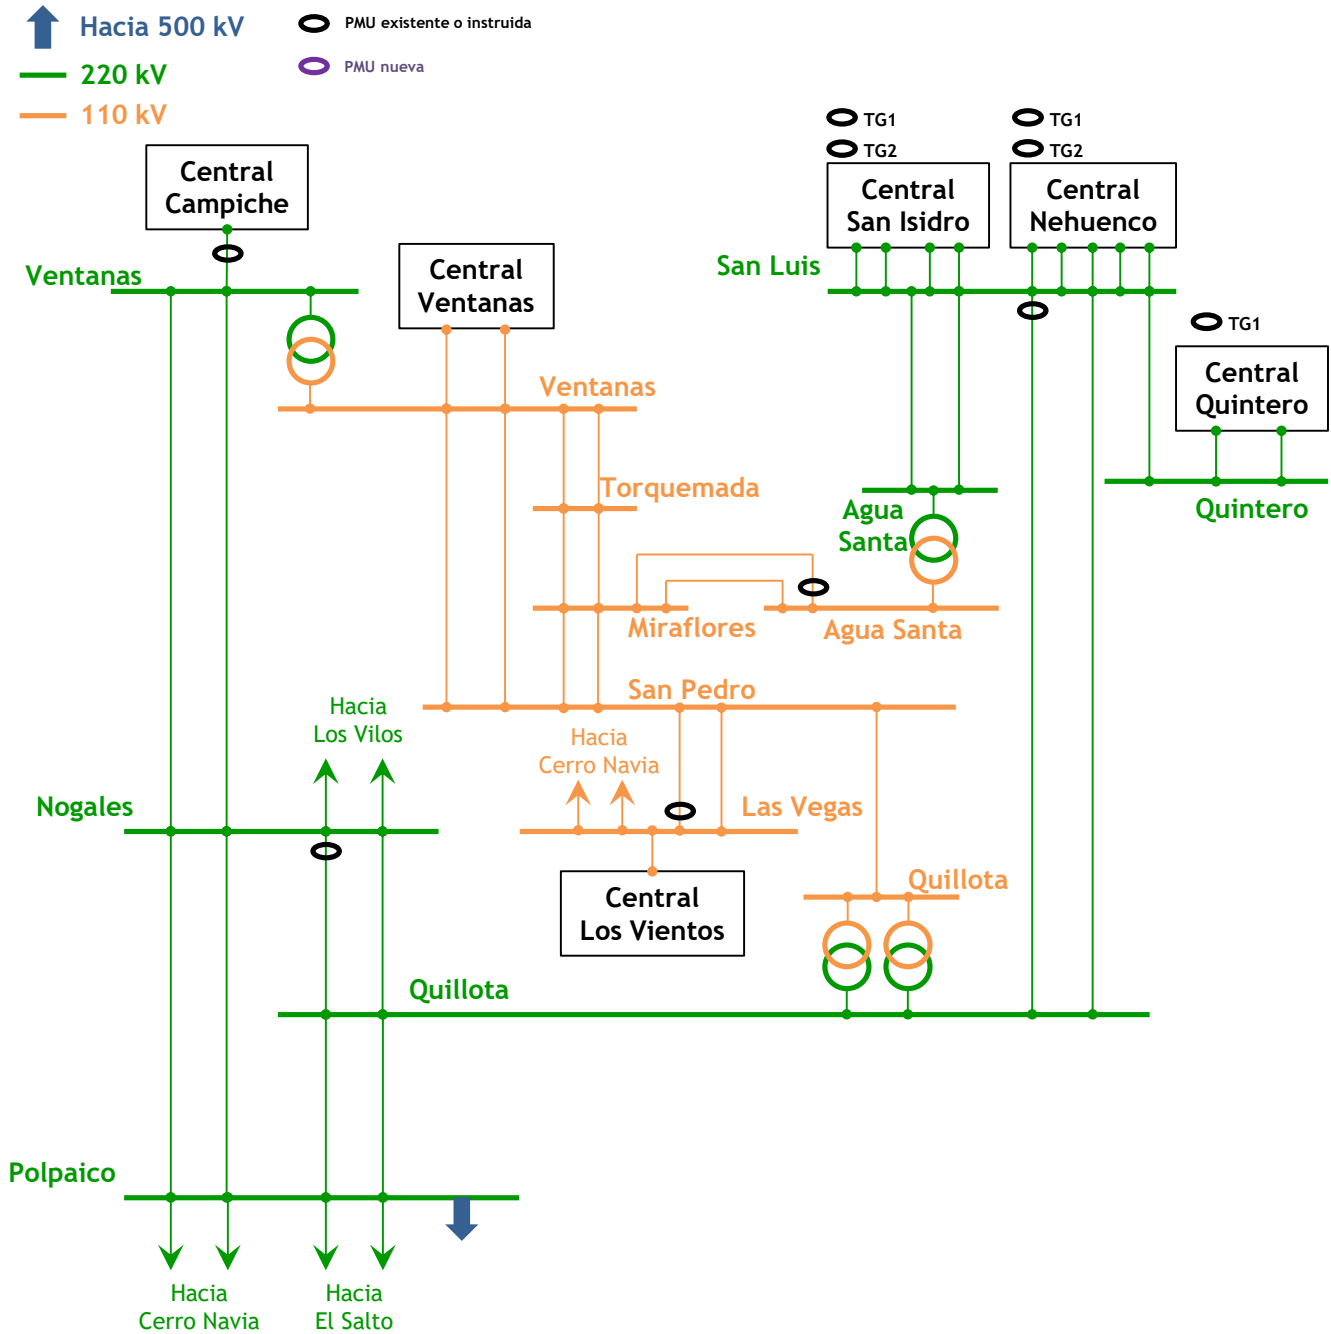 Hacia 500 kV
PMU existente o instruida
220 kV
PMU nueva
110 kV
TG1
TG2
TG1
TG2
Central
Campiche
Central
San Isidro
Central
Nehuenco
Ventanas
Central
Ventanas
San Luis
TG1
Central
Quintero
Ventanas
Torquemada
Agua
Santa
Quintero
Miraflores
Agua Santa
San Pedro
Hacia
Los Vilos
Hacia
Cerro Navia
Nogales
Las Vegas
Quillota
Central
Los Vientos
Quillota
Polpaico
Hacia
Cerro Navia
Hacia
El Salto